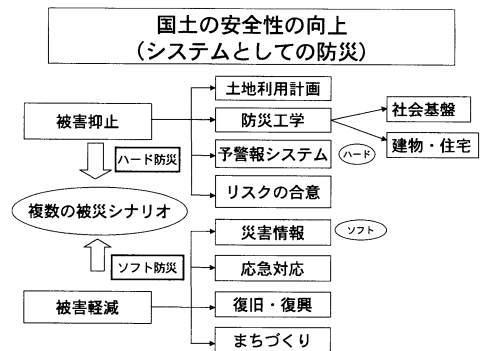 国土の安全性の向上
(システムとしての防災)
土地利用計画
被害抑止
防災工学
社会基盤
建物・住宅
ハード防災
予警報システム
ハード
リスクの合意
複数の被災シナリオ
災害情報
ソフト
ソフト防災
応急対応
被害軽減
復旧・復興
まちづくり